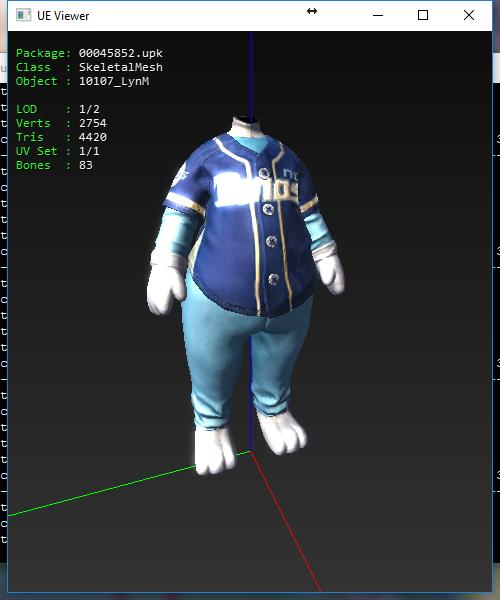 UE Viewer
Package: 00045852.upk
Class : SkeletalMesh
Object : 10107_LynM
LOD : 1/2
Verts : 2754
Tris : 4420
UV Set : 1/1
Bones : 83
nc